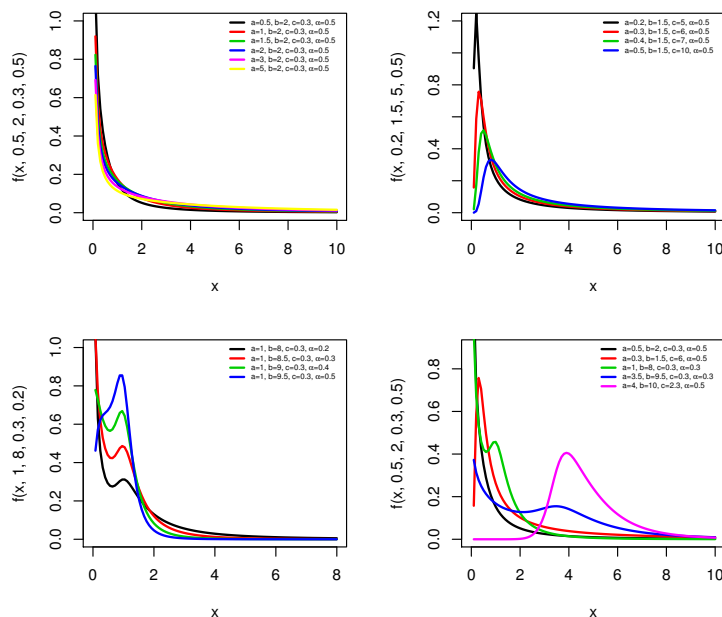 a=0.5, b=2, c=0.3, α=0.5
a=1, b=2, c=0.3, α=0.5
a=1.5, b=2, c=0.3, α=0.5
a=2, b=2, c=0.3, α=0.5
a=3, b=2, c=0.3, α=0.5
a=5, b=2, c=0.3, α=0.5
f(x, 0.5, 2, 0.3, 0.5)
0.0 0.2 0.4 0.6 0.8 1.0
0 2 4 6 8 10
x
a=0.2, b=1.5, c=5, α=0.5
a=0.3, b=1.5, c=6, α=0.5
a=0.4, b=1.5, c=7, α=0.5
a=0.5, b=1.5, c=10, α=0.5
f(x, 0.2, 1.5, 5, 0.5)
0.0 0.2 0.4 0.6 0.8 1.2
0 2 4 6 8 10
x
a=1, b=8, c=0.3, α=0.2
a=1, b=8.5, c=0.3, α=0.3
a=1, b=9, c=0.3, α=0.4
a=1, b=9.5, c=0.3, α=0.5
f(x, 1, 8, 0.3, 0.2)
0.0 0.2 0.4 0.6 0.8 1.0
0 2 4 6 8
x
a=0.5, b=2, c=0.3, α=0.5
a=0.3, b=1.5, c=6, α=0.5
a=1, b=8, c=0.3, α=0.3
a=3.5, b=9.5, c=0.3, α=0.3
a=4, b=10, c=2.3, α=0.5
f(x, 0.5, 2, 0.3, 0.5)
0.0 0.2 0.4 0.6 0.8
0 2 4 6 8 10
x